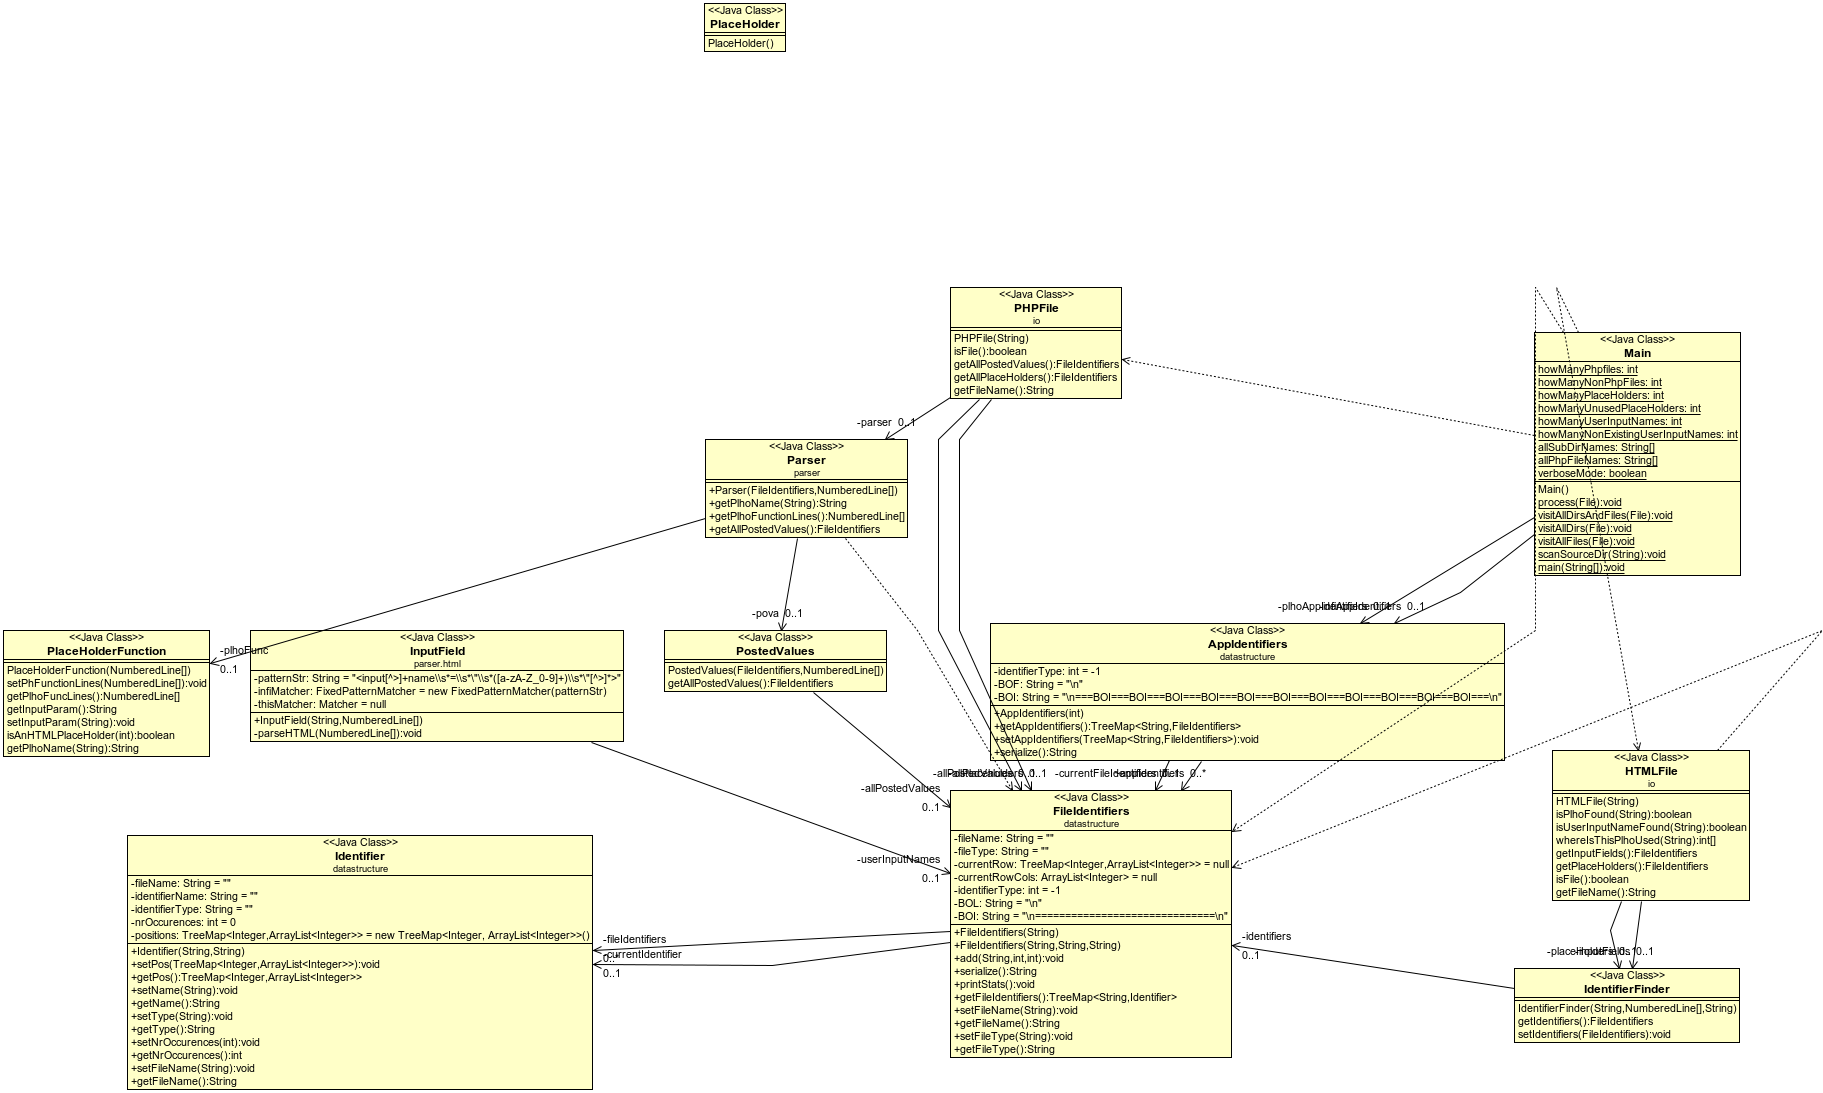 <<Java Class>>
PlaceHolder
PlaceHolder()
<<Java Class>>
PHPFile
io
PHPFile(String)
isFile():boolean
getAllPostedValues():FileIdentifiers
getAllPlaceHolders():FileIdentifiers
getFileName():String
<<Java Class>>
Main
howManyPhpfiles: int
howManyNonPhpFiles: int
howManyPlaceHolders: int
howManyUnusedPlaceHolders: int
howManyUserInputNames: int
howManyNonExistingUserInputNames: int
allSubDirNames: String[]
allPhpFileNames: String[]
verboseMode: boolean
Main()
process(File):void
visitAllDirsAndFiles(File):void
visitAllDirs(File):void
visitAllFiles(File):void
scanSourceDir(String):void
main(String[]):void
-parser 0..1
<<Java Class>>
Parser
parser
+Parser(FileIdentifiers,NumberedLine[])
+getPlhoName(String):String
+getPlhoFunctionLines():NumberedLine[]
+getAllPostedValues():FileIdentifiers
-pova 0..1
0..1
-plhoFunc
0..1
<<Java Class>>
PlaceHolderFunction
PlaceHolderFunction(NumberedLine[])
setPhFunctionLines(NumberedLine[]):void
getPlhoFuncLines():NumberedLine[]
getInputParam():String
setInputParam(String):void
isAnHTMLPlaceHolder(int):boolean
getPlhoName(String):String
<<Java Class>>
InputField
parser.html
-patternStr: String = "<input[^>]+name\\s*=\\s*\"\\s*([a-zA-Z_0-9]+)\\s*\"[^>]*>"
-infiMatcher: FixedPatternMatcher = new FixedPatternMatcher(patternStr)
-thisMatcher: Matcher = null
+InputField(String,NumberedLine[])
-parseHTML(NumberedLine[]):void
<<Java Class>>
PostedValues
PostedValues(FileIdentifiers,NumberedLine[])
getAllPostedValues():FileIdentifiers
<<Java Class>>
AppIdentifiers
datastructure
-identifierType: int = -1
-BOF: String = "\n"
-BOI: String = "\n===BOI===BOI===BOI===BOI===BOI===BOI===BOI===BOI===BOI===BOI===BOI===\n"
+AppIdentifiers(int)
+getAppIdentifiers():TreeMap<String,FileIdentifiers>
+setAppIdentifiers(TreeMap<String,FileIdentifiers>):void
+serialize():String
0..1
0..*
-allPostedValues
0..1
-userInputNames
0..1
<<Java Class>>
FileIdentifiers
datastructure
-fileName: String = ""
-fileType: String = ""
-currentRow: TreeMap<Integer,ArrayList<Integer>> = null
-currentRowCols: ArrayList<Integer> = null
-identifierType: int = -1
-BOL: String = "\n"
-BOI: String = "\n==============================\n"
+FileIdentifiers(String)
+FileIdentifiers(String,String,String)
+add(String,int,int):void
+serialize():String
+printStats():void
+getFileIdentifiers():TreeMap<String,Identifier>
+setFileName(String):void
+getFileName():String
+setFileType(String):void
+getFileType():String
<<Java Class>>
HTMLFile
io
HTMLFile(String)
isPlhoFound(String):boolean
isUserInputNameFound(String):boolean
whereIsThisPlhoUsed(String):int[]
getInputFields():FileIdentifiers
getPlaceHolders():FileIdentifiers
isFile():boolean
getFileName():String
<<Java Class>>
Identifier
datastructure
-fileName: String = ""
-identifierName: String = ""
-identifierType: String = ""
-nrOccurences: int = 0
-positions: TreeMap<Integer,ArrayList<Integer>> = new TreeMap<Integer, ArrayList<Integer>>()
+Identifier(String,String)
+setPos(TreeMap<Integer,ArrayList<Integer>>):void
+getPos():TreeMap<Integer,ArrayList<Integer>>
+setName(String):void
+getName():String
+setType(String):void
+getType():String
+setNrOccurences(int):void
+getNrOccurences():int
+setFileName(String):void
+getFileName():String
-fileIdentifiers
-currentIdentifier
0..1
-identifiers
0..1
0..1
<<Java Class>>
IdentifierFinder
IdentifierFinder(String,NumberedLine[],String)
getIdentifiers():FileIdentifiers
setIdentifiers(FileIdentifiers):void